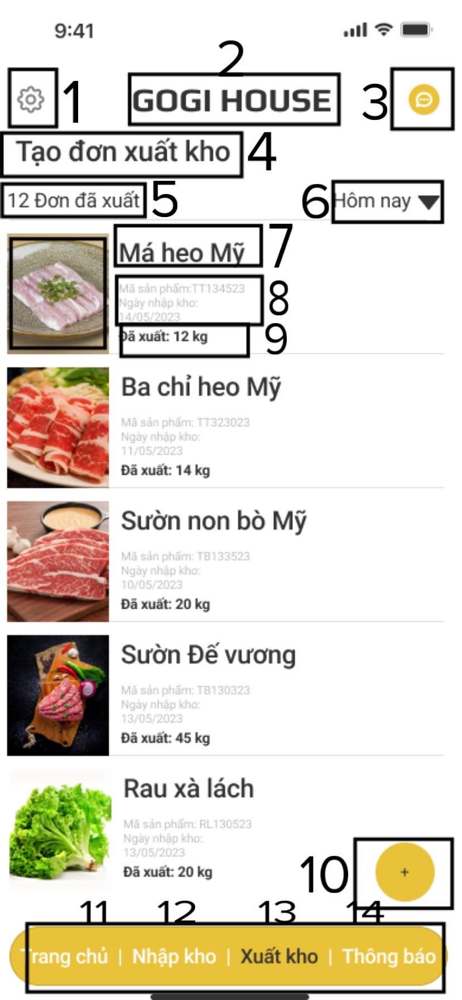 9:41
2
1
GOGI HOUSE
3
Tạo đơn xuất kho
4
12 Đơn đã xuất
5
6
Hôm nay
Má heo Mỹ
7
Mã sản phẩm:TT134523
Ngày nhập kho:
14/05/2023
8
Đã xuất: 12 kg
9
Ba chỉ heo Mỹ
Mã sản phẩm: TT323023
Ngày nhập kho:
11/05/2023
Đã xuất: 14 kg
Sườn non bò Mỹ
Mã sản phẩm: TB133523
Ngày nhập kho:
10/05/2023
Đã xuất: 20 kg
Sườn Đế vương
Mã sản phẩm: TB130323
Ngày nhập kho:
13/05/2023
Đã xuất: 45 kg
Rau xà lách
Mã sản phẩm: RL130523
Ngày nhập kho:
13/05/2023
Đã xuất: 20 kg
10
+
11 12 13 14
Trang chủ | Nhập kho | Xuất kho | Thông báo